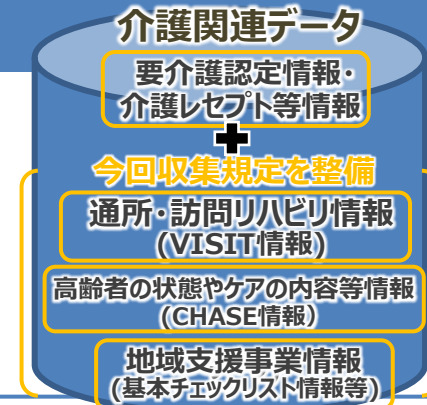 介護関連データ
要介護認定情報・
介護レセプト等情報
+
今回収集規定を整備
通所・訪問リハビリ情報
(VISIT情報)
高齢者の状態やケアの内容等情報
(CHASE情報)
地域支援事業情報
(基本チェックリスト情報等)